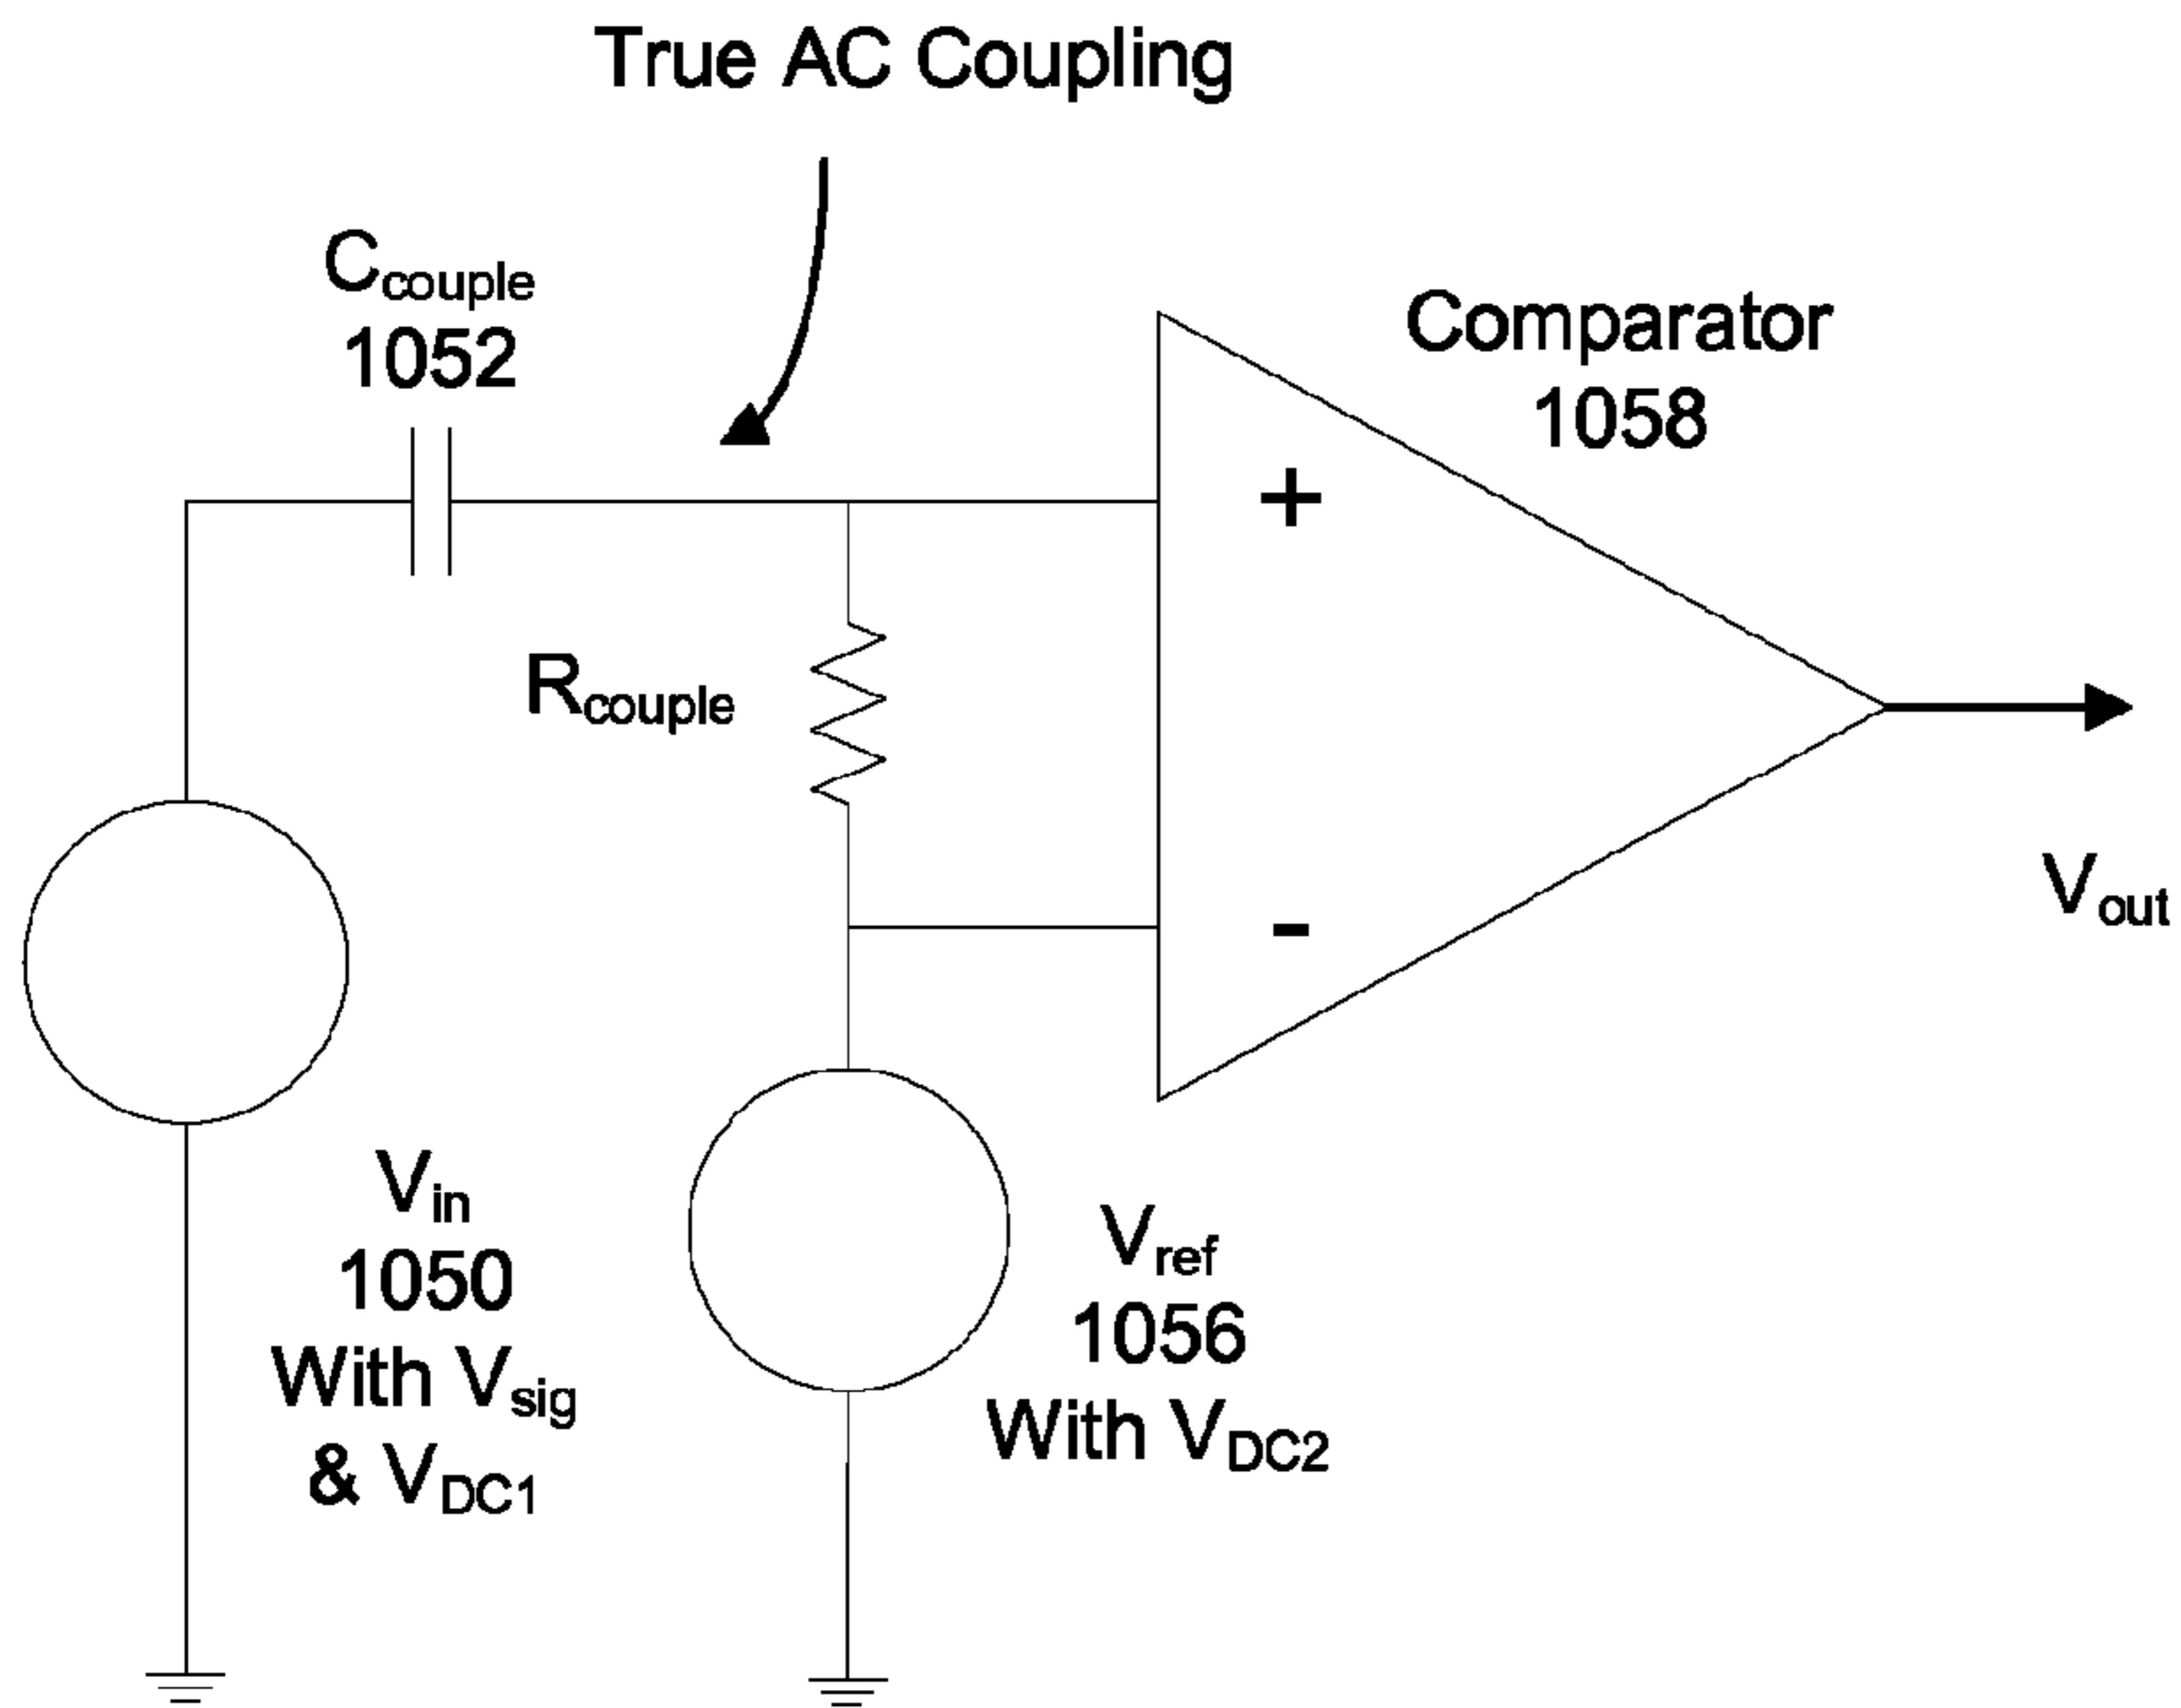 True AC Coupling
Ccouple
1052
Comparator
1058
+
Rcouple
-
Vout
Vin
1050
With Vsig
& VDC1
Vref
1056
With VDC2